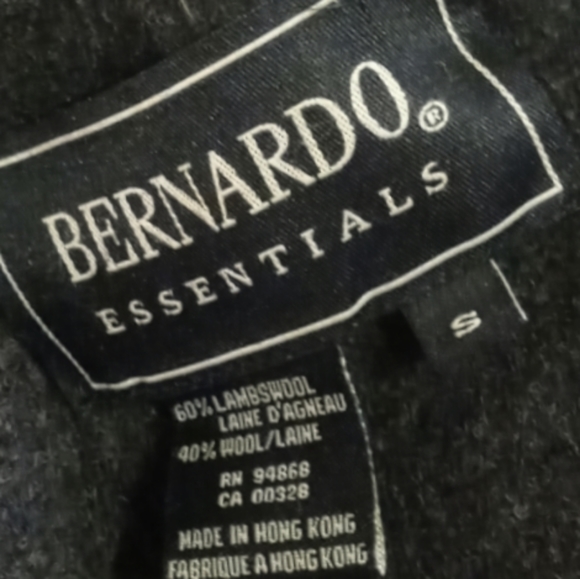 BERNARDO®
ESSENTIALS
S
60% LAMBSWOOL
LAINE D'AGNEAU
40% WOOL/LAINE
RN 94868
CA 00328
MADE IN HONG KONG
FABRIQUE A HONG KONG